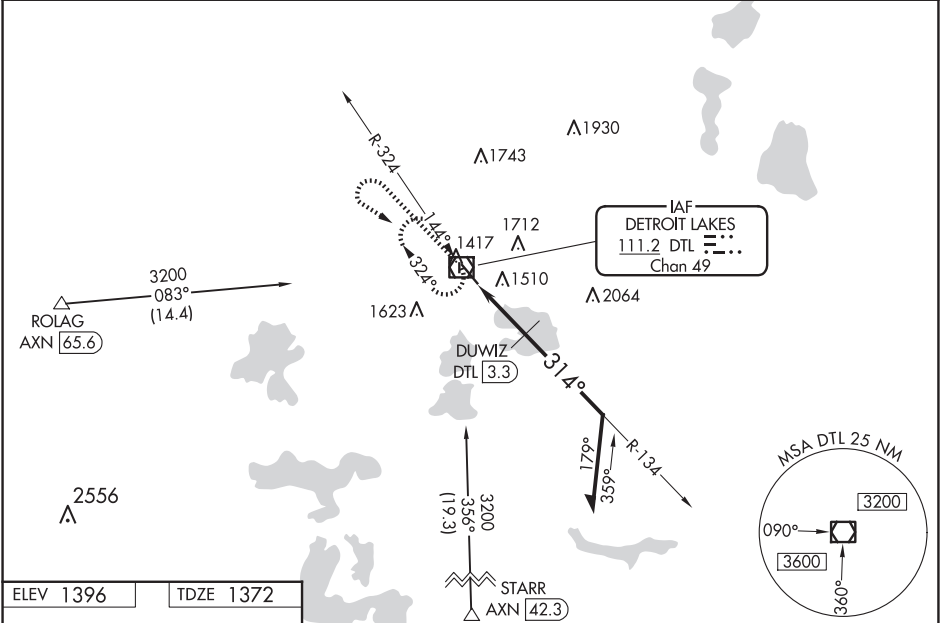 R-324
1930
1743
IAF
DETROIT LAKES
111.2 DTL
Chan 49
144°
1712
1417
324°
1510
3200
083°
(14.4)
ROLAG
AXN 65.6
1623
2064
DUWIZ
DTL 3.3
314°
179°
359°
R-134
MSA DTL 25 NM
3200
090°
3600
360°
2556
3200
356°
(19.3)
STARR
AXN 42.3
ELEV 1396
TDZE 1372